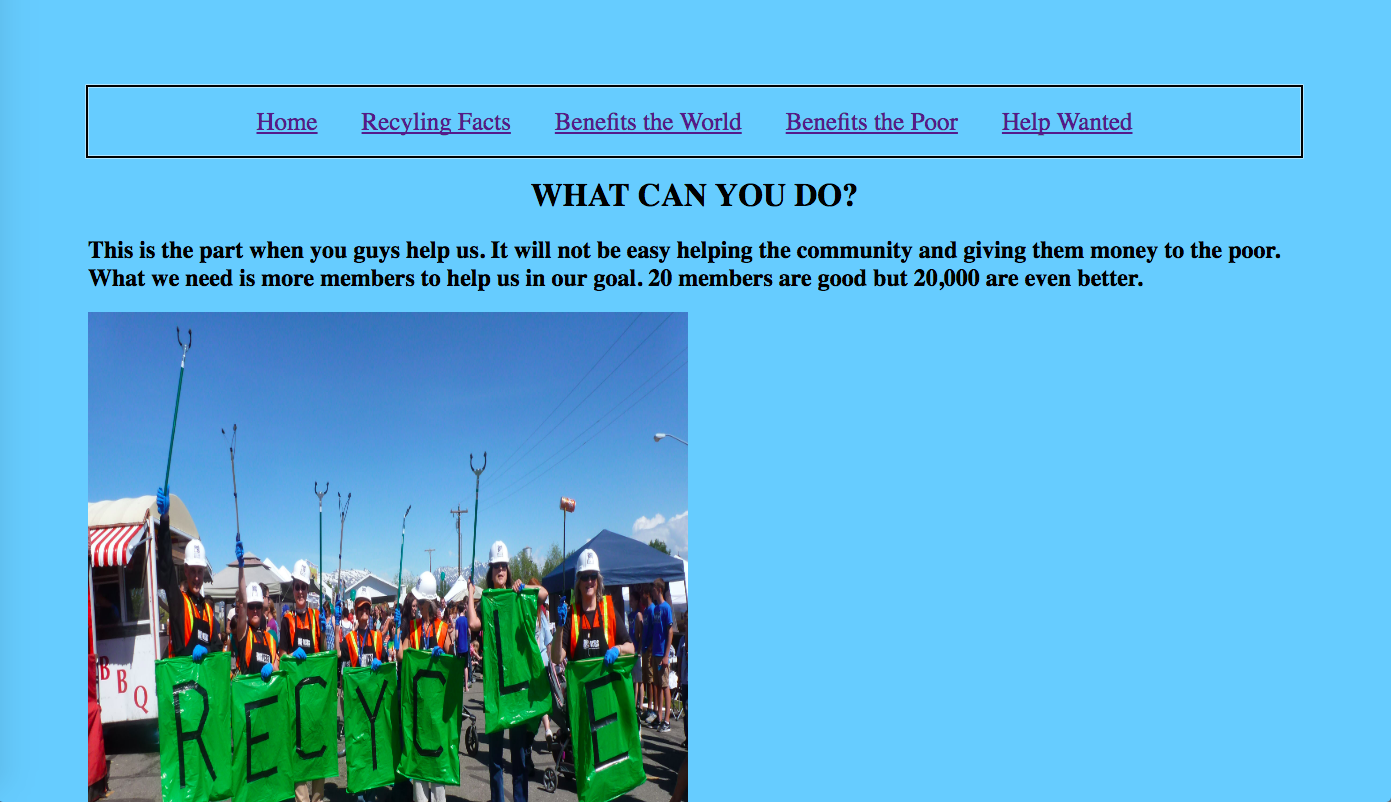 Home Recyling Facts Benefits the World Benefits the Poor Help Wanted
WHAT CAN YOU DO?
This is the part when you guys help us. It will not be easy helping the community and giving them money to the poor.
What we need is more members to help us in our goal. 20 members are good but 20,000 are even better.
BBQ
RECYCLE